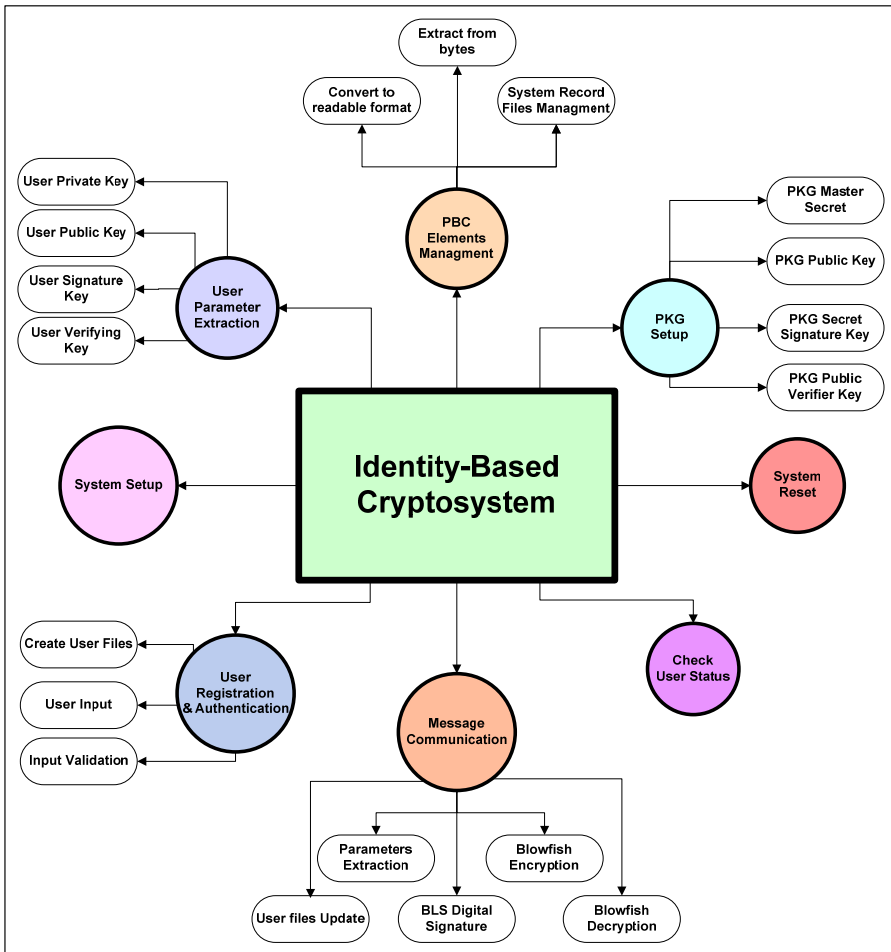 Extract from
bytes
Convert to
readable format
System Record
Files Managment
User Private Key
User Public Key
User Signature
Key
User Verifying
Key
User
Parameter
Extraction
PBC
Elements
Managment
PKG
Setup
PKG Master
Secret
PKG Public Key
PKG Secret
Signature Key
PKG Public
Verifier Key
System Setup
Identity-Based
Cryptosystem
System
Reset
Create User Files
User Input
Input Validation
User
Registration
& Authentication
Message
Communication
Check
User Status
Parameters
Extraction
Blowfish
Encryption
User files Update
BLS Digital
Signature
Blowfish
Decryption